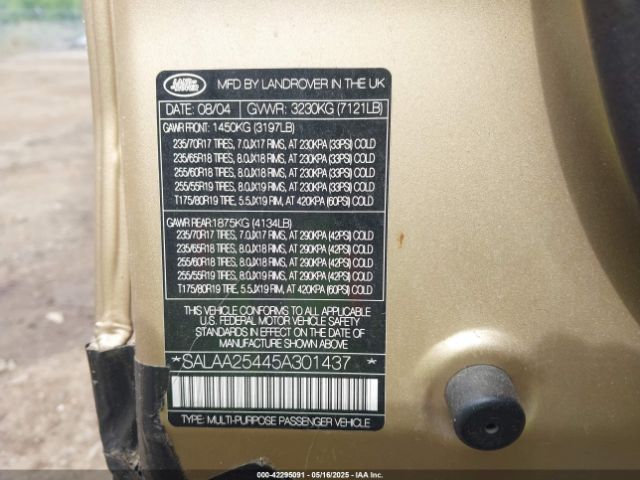 LAND ROVER
MFD BY LANDROVER IN THE UK
DATE: 08/04 GVWR: 3230KG (7121LB)
GAWR FRONT: 1450KG (3197LB)
235/70R17 TIRES, 7.0JX17 RIMS, AT 230KPA (33PSI) COLD
235/65R18 TIRES, 8.0JX18 RIMS, AT 230KPA (33PSI) COLD
255/60R18 TIRES, 8.0JX18 RIMS, AT 230KPA (33PSI) COLD
255/55R19 TIRES, 8.0JX19 RIMS, AT 230KPA (33PSI) COLD
T175/80R19 TIRE, 5.5JX19 RIM, AT 420KPA (60PSI) COLD
GAWR REAR: 1875KG (4134LB)
235/70R17 TIRES, 7.0JX17 RIMS, AT 290KPA (42PSI) COLD
235/65R18 TIRES, 8.0JX18 RIMS, AT 290KPA (42PSI) COLD
255/60R18 TIRES, 8.0JX18 RIMS, AT 290KPA (42PSI) COLD
255/55R19 TIRES, 8.0JX19 RIMS, AT 290KPA (42PSI) COLD
T175/80R19 TIRE, 5.5JX19 RIM, AT 420KPA (60PSI) COLD
THIS VEHICLE CONFORMS TO ALL APPLICABLE
U.S. FEDERAL MOTOR VEHICLE SAFETY
STANDARDS IN EFFECT ON THE DATE OF
MANUFACTURE SHOWN ABOVE
*SALAA25445A301437*
TYPE: MULTI-PURPOSE PASSENGER VEHICLE
000-42295091 - 05/16/2025 - IAA Inc.